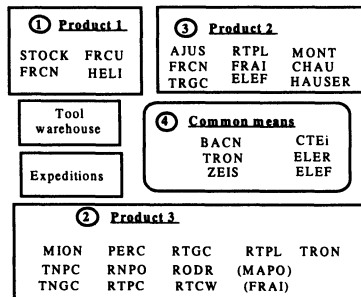 1 Product 1
STOCK FRCU
FRCN HELI
3 Product 2
AJUS RTPL MONT
FRCN FRAI CHAU
TRGC ELEF HAUSER
Tool
warehouse
Expeditions
4 Common means
BACN CTEi
TRON ELER
ZEIS ELEF
2 Product 3
MION PERC RTGC RTPL TRON
TNPC RNPO RODR (MAPO)
TNGC RTPC RTCW (FRAI)